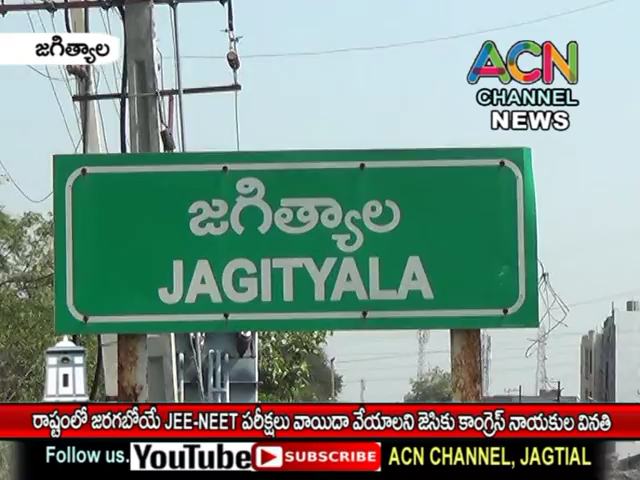 జగిత్యాల
ACN
CHANNEL
NEWS
జగిత్యాల
JAGITYALA
రాష్టంలో జరగబోయే JEE-NEET పరీక్షలు వాయిదా వేయాలని జెసికు కాంగ్రెస్ నాయకుల వినతి
Follow us. YouTube SUBSCRIBE ACN CHANNEL, JAGTIAL